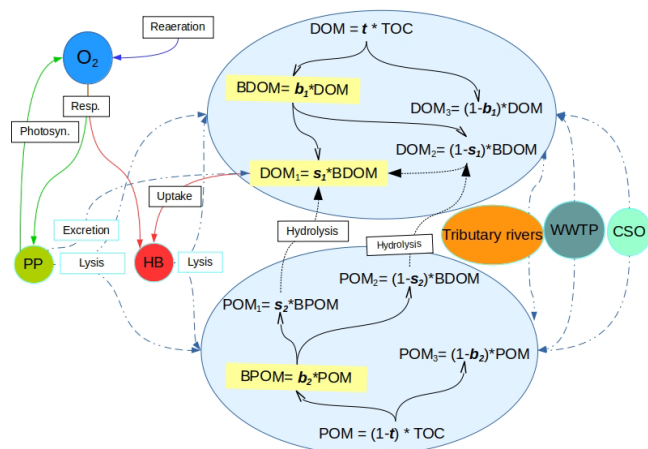 Reaeration
DOM = t * TOC
O2
BDOM= b1*DOM
Resp.
DOM3= (1-b1)*DOM
Photosyn.
DOM2= (1-s1)*BDOM
DOM1= s1*BDOM
Uptake
Excretion
Hydrolysis
Hydrolysis
Tributary rivers
WWTP
CSO
PP
Lysis
HB
Lysis
POM2= (1-s2)*BDOM
POM1= s2*BPOM
POM3= (1-b2)*POM
BPOM= b2*POM
POM = (1-t) * TOC